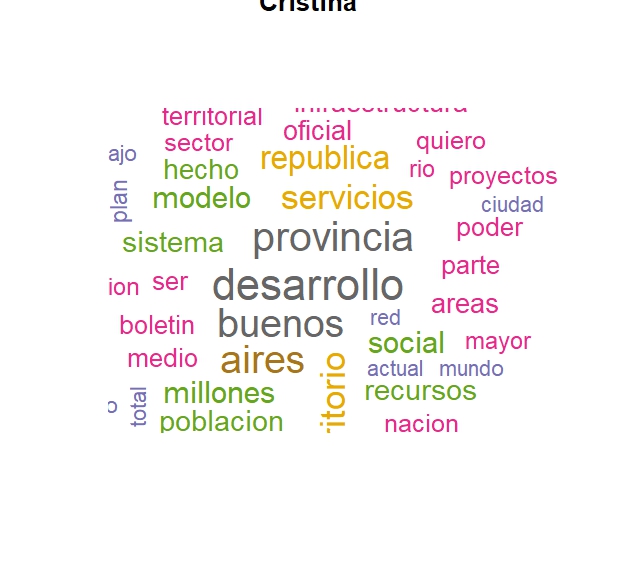 Cristina
infraestructura
territorial
oficial
sector
quiero
ajo
republica
hecho
rio
proyectos
plan
modelo
servicios
ciudad
poder
sistema
provincia
parte
ion
ser
desarrollo
areas
boletin
buenos
red
social
mayor
medio
aires
actual
mundo
itorio
millones
recursos
total
o
poblacion
nacion